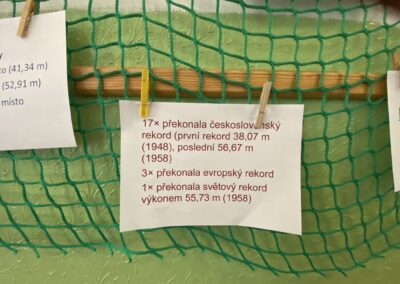 (41,34 m)
(52,91 m)
místo
17× překonala československý
rekord (první rekord 38,07 m
(1948), poslední 56,67 m
(1958)
3× překonala evropský rekord
1× překonala světový rekord
výkonem 55,73 m (1958)